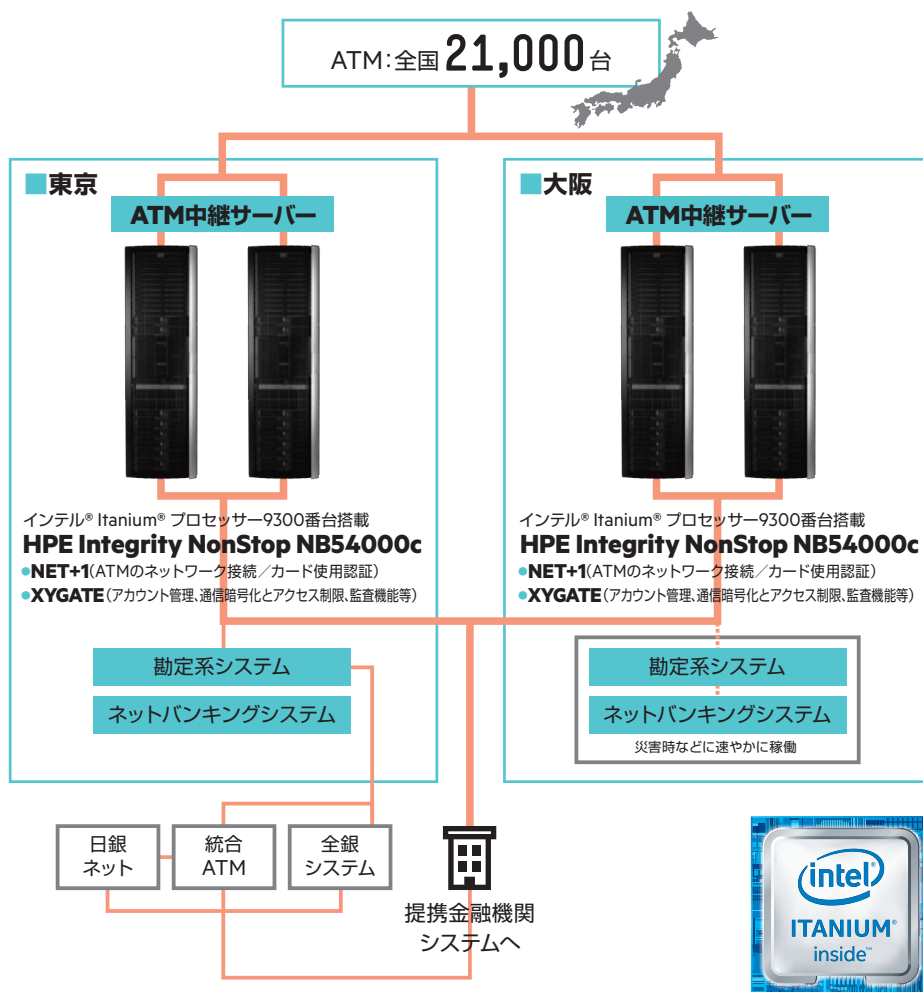 ATM：全国 21,000 台
■東京
ATM中継サーバー
インテル® Itanium® プロセッサー9300番台搭載
HPE Integrity NonStop NB54000c
●NET+1（ATMのネットワーク接続／カード使用認証）
●XYGATE（アカウント管理、通信暗号化とアクセス制限、監査機能等）
勘定系システム
ネットバンキングシステム
■大阪
ATM中継サーバー
インテル® Itanium® プロセッサー9300番台搭載
HPE Integrity NonStop NB54000c
●NET+1（ATMのネットワーク接続／カード使用認証）
●XYGATE（アカウント管理、通信暗号化とアクセス制限、監査機能等）
勘定系システム
ネットバンキングシステム
災害時などに速やかに稼働
日銀
ネット
統合
ATM
全銀
システム
提携金融機関
システムへ
intel®
ITANIUM®
inside™